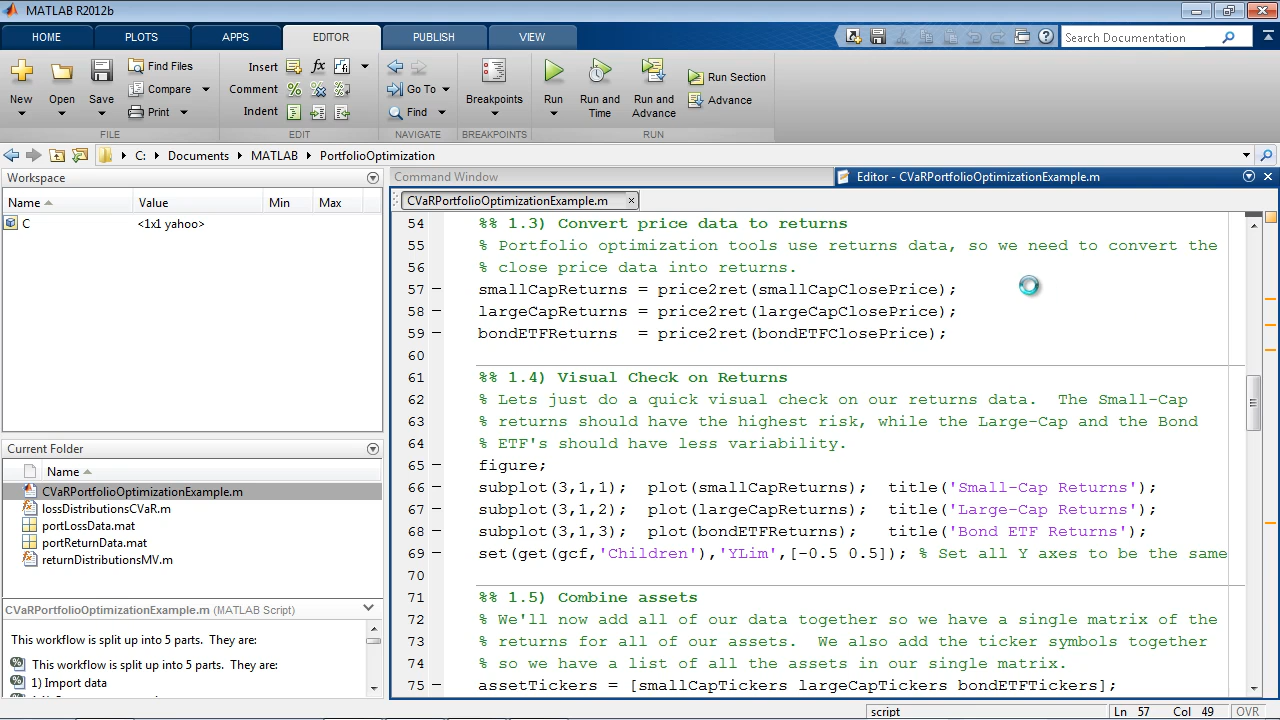 MATLAB R2012b
HOME PLOTS APPS EDITOR PUBLISH VIEW Search Documentation
New Open Save Find Files Compare Print
Insert Comment Indent
Go To Find
Breakpoints
Run Run and Time Run and Advance Run Section Advance
FILE EDIT NAVIGATE BREAKPOINTS RUN
C: Documents MATLAB PortfolioOptimization
Workspace
Name Value Min Max
C <1x1 yahoo>
Current Folder
Name
CVaRPortfolioOptimizationExample.m
lossDistributionsCVaR.m
portLossData.mat
portReturnData.mat
returnDistributionsMV.m
CVaRPortfolioOptimizationExample.m (MATLAB Script)
This workflow is split up into 5 parts. They are:
This workflow is split up into 5 parts. They are:
1) Import data
Command Window
Editor - CVaRPortfolioOptimizationExample.m
CVaRPortfolioOptimizationExample.m ×
54 %% 1.3) Convert price data to returns
55 % Portfolio optimization tools use returns data, so we need to convert the
56 % close price data into returns.
57 – smallCapReturns = price2ret(smallCapClosePrice);
58 – largeCapReturns = price2ret(largeCapClosePrice);
59 – bondETFReturns  = price2ret(bondETFClosePrice);
60
61 %% 1.4) Visual Check on Returns
62 % Lets just do a quick visual check on our returns data.  The Small-Cap
63 % returns should have the highest risk, while the Large-Cap and the Bond
64 % ETF's should have less variability.
65 – figure;
66 – subplot(3,1,1);  plot(smallCapReturns);  title('Small-Cap Returns');
67 – subplot(3,1,2);  plot(largeCapReturns);  title('Large-Cap Returns');
68 – subplot(3,1,3);  plot(bondETFReturns);   title('Bond ETF Returns');
69 – set(get(gcf,'Children'),'YLim',[-0.5 0.5]); % Set all Y axes to be the same
70
71 %% 1.5) Combine assets
72 % We'll now add all of our data together so we have a single matrix of the
73 % returns for all of our assets.  We also add the ticker symbols together
74 % so we have a list of all the assets in our single matrix.
75 – assetTickers = [smallCapTickers largeCapTickers bondETFTickers];
script Ln 57 Col 49 OVR